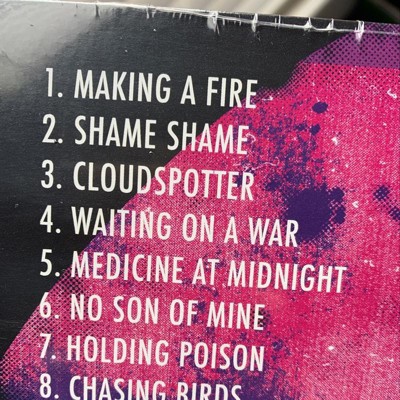 1. MAKING A FIRE
2. SHAME SHAME
3. CLOUDSPOTTER
4. WAITING ON A WAR
5. MEDICINE AT MIDNIGHT
6. NO SON OF MINE
7. HOLDING POISON
8. CHASING BIRDS